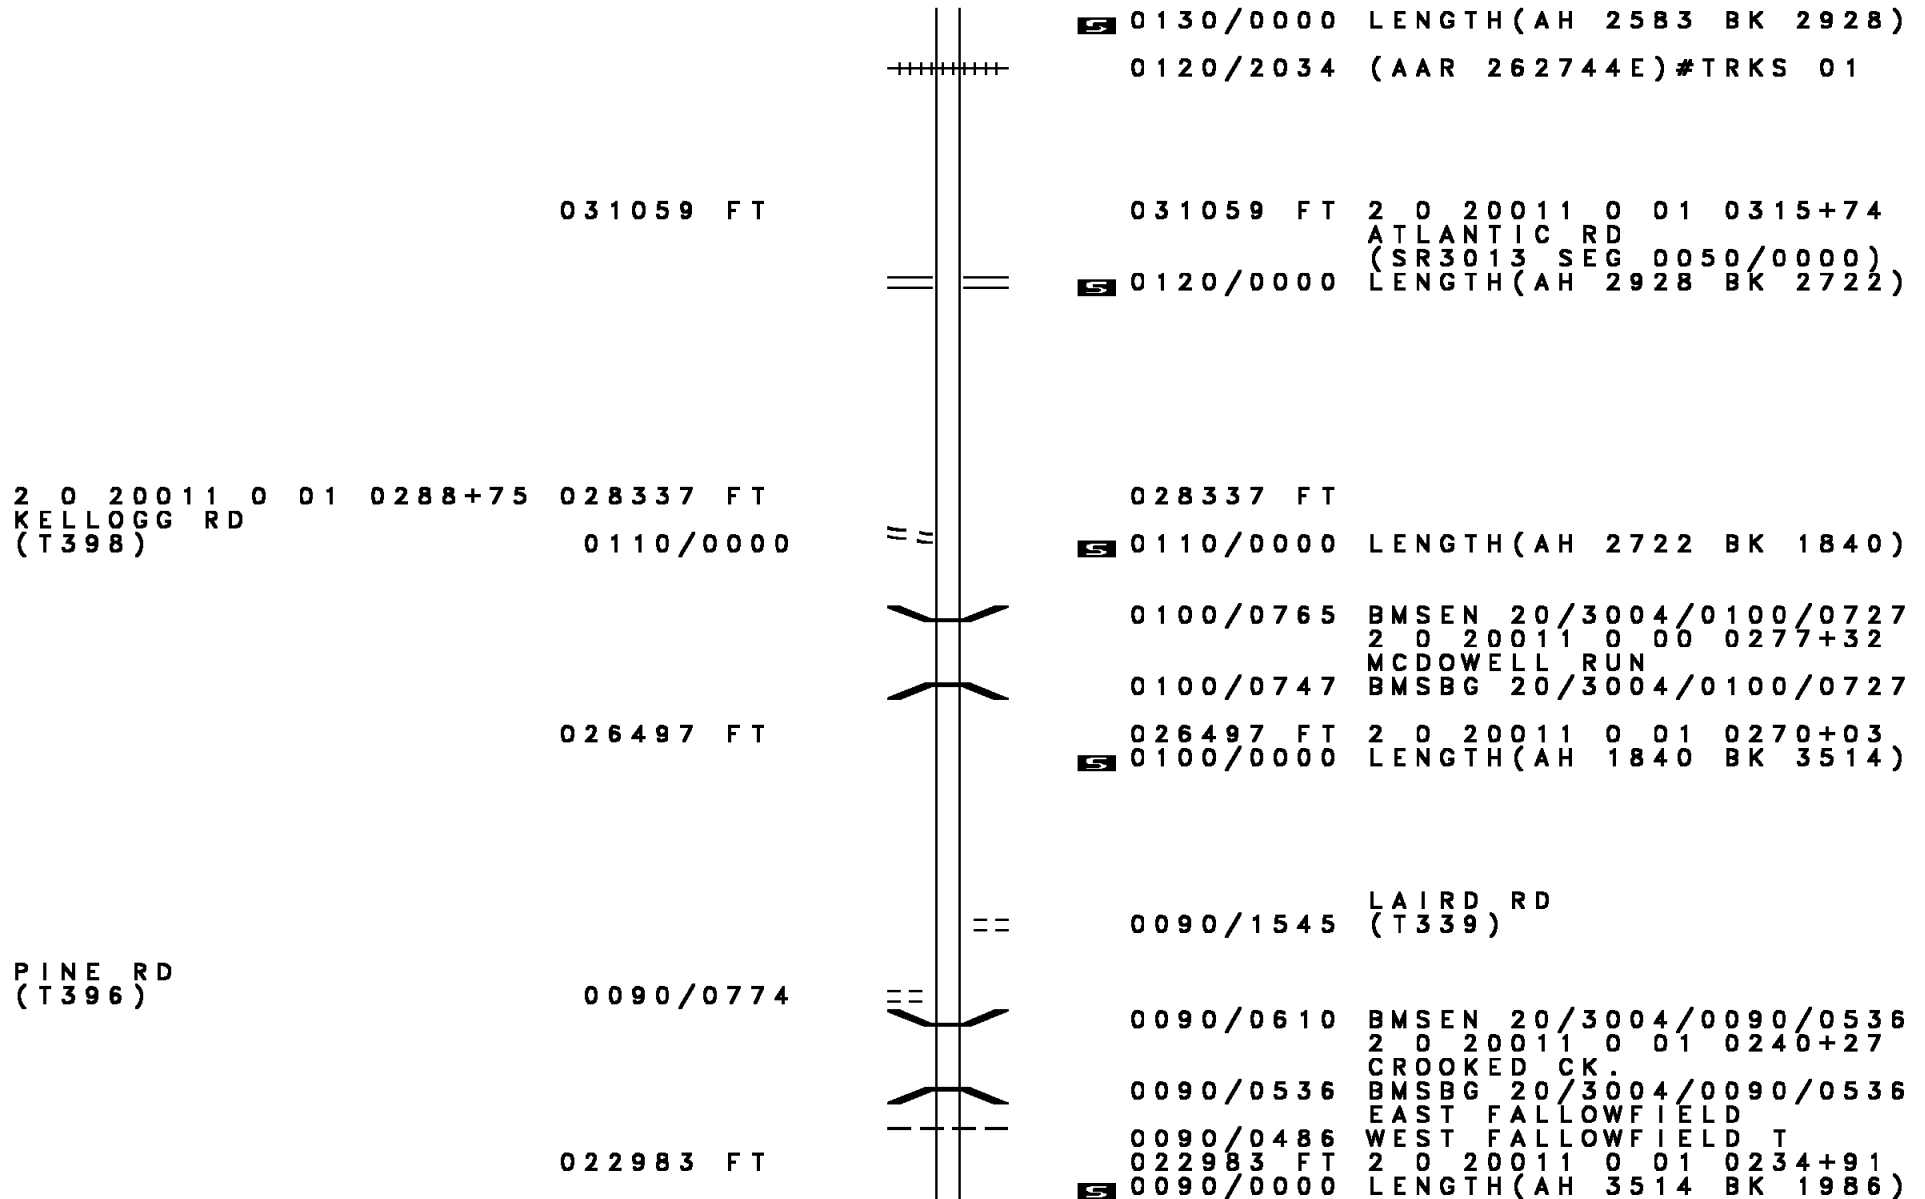 S 0130/0000 LENGTH(AH 2583 BK 2928)
0120/2034 (AAR 262744E)#TRKS 01
031059 FT 031059 FT 2 0 20011 0 01 0315+74
ATLANTIC RD
(SR3013 SEG 0050/0000)
S 0120/0000 LENGTH(AH 2928 BK 2722)
2 0 20011 0 01 0288+75 028337 FT 028337 FT
KELLOGG RD
(T398) 0110/0000 S 0110/0000 LENGTH(AH 2722 BK 1840)
0100/0765 BMSEN 20/3004/0100/0727
2 0 20011 0 00 0277+32
MCDOWELL RUN
0100/0747 BMSBG 20/3004/0100/0727
026497 FT 026497 FT 2 0 20011 0 01 0270+03
S 0100/0000 LENGTH(AH 1840 BK 3514)
LAIRD RD
0090/1545 (T339)
PINE RD
(T396) 0090/0774
0090/0610 BMSEN 20/3004/0090/0536
2 0 20011 0 01 0240+27
CROOKED CK.
0090/0536 BMSBG 20/3004/0090/0536
EAST FALLOWFIELD
0090/0486 WEST FALLOWFIELD T
022983 FT 022983 FT 2 0 20011 0 01 0234+91
S 0090/0000 LENGTH(AH 3514 BK 1986)